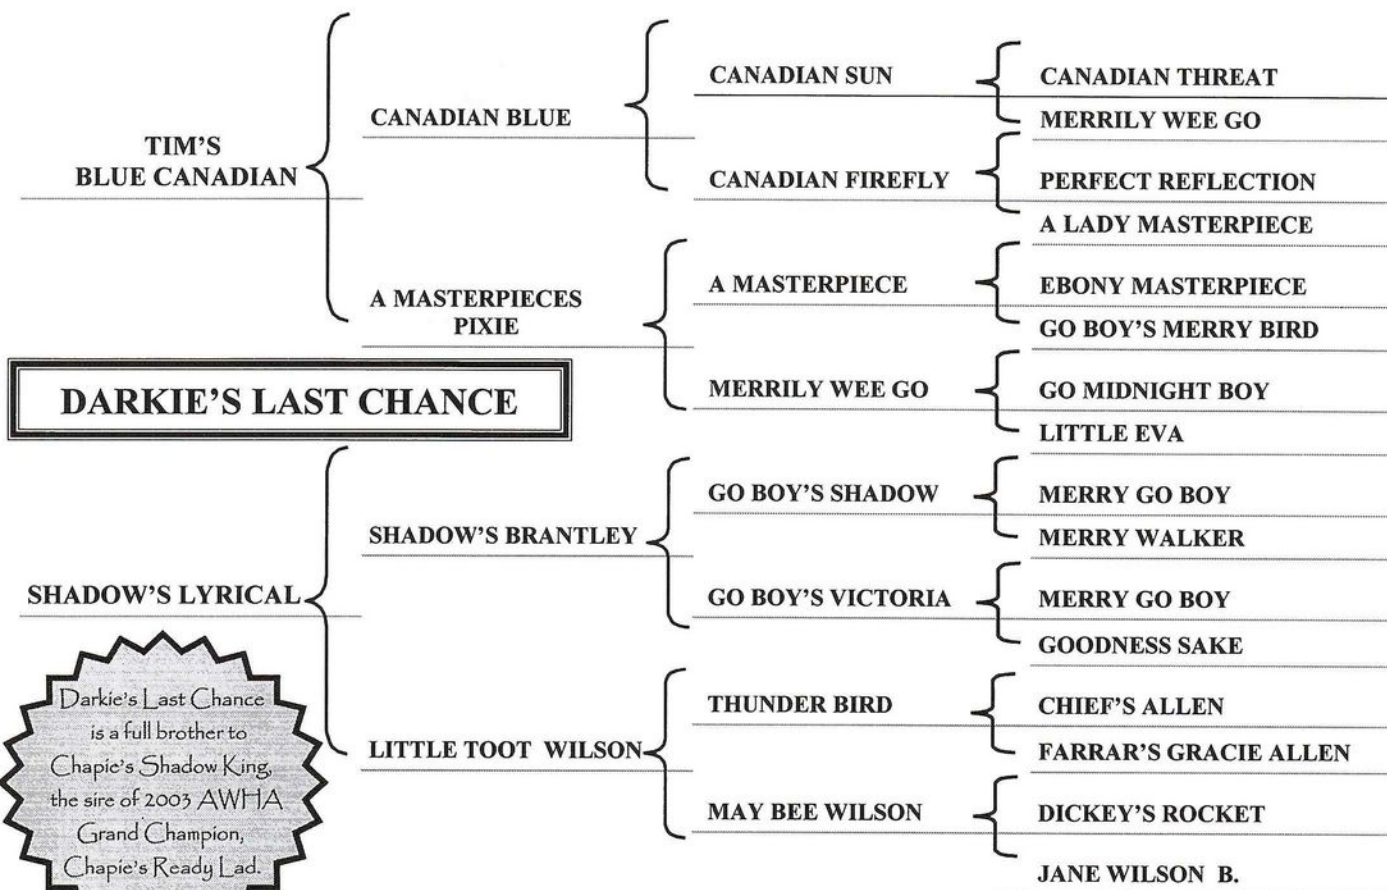 TIM'S
BLUE CANADIAN
CANADIAN BLUE
CANADIAN SUN
CANADIAN THREAT
MERRILY WEE GO
CANADIAN FIREFLY
PERFECT REFLECTION
A LADY MASTERPIECE
A MASTERPIECES
PIXIE
A MASTERPIECE
EBONY MASTERPIECE
GO BOY'S MERRY BIRD
MERRILY WEE GO
GO MIDNIGHT BOY
LITTLE EVA
DARKIE'S LAST CHANCE
SHADOW'S LYRICAL
SHADOW'S BRANTLEY
GO BOY'S SHADOW
MERRY GO BOY
MERRY WALKER
GO BOY'S VICTORIA
MERRY GO BOY
GOODNESS SAKE
LITTLE TOOT WILSON
THUNDER BIRD
CHIEF'S ALLEN
FARRAR'S GRACIE ALLEN
MAY BEE WILSON
DICKEY'S ROCKET
JANE WILSON B.
Darkie's Last Chance
is a full brother to
Chapie's Shadow King,
the sire of 2003 AWHA
Grand Champion,
Chapie's Ready Lad.